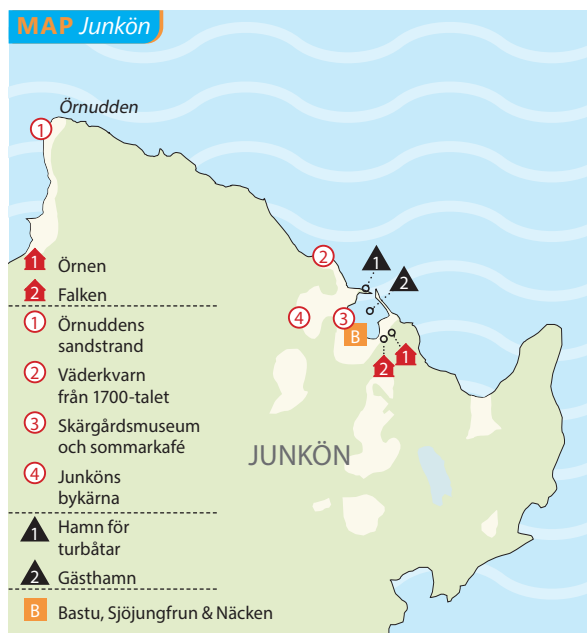 MAP Junkön
Örnudden
1
2
1
2
4
3
B
1
2
JUNKÖN
1 Örnen
2 Falken
1 Örnuddens
sandstrand
2 Väderkvarn
från 1700-talet
3 Skärgårdsmuseum
och sommarkafé
4 Junköns
bykärna
1 Hamn för
turbåtar
2 Gästhamn
B Bastu, Sjöjungfrun & Näcken